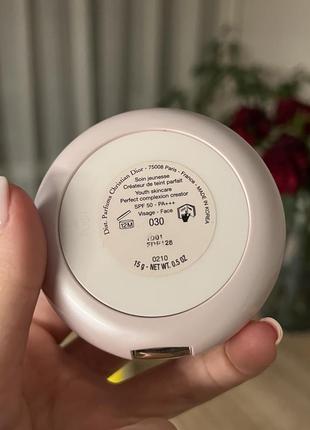 Dist. Parfums Christian Dior - 75008 Paris - France - MADE IN KOREA
Soin jeunesse
Créateur de teint parfait
Youth skincare
Perfect complexion creator
SPF 50 - PA+++
Visage - Face
12M
030
0210
15 g - NET WT. 0.5 OZ.